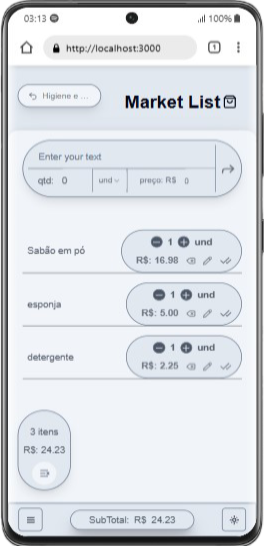 03:13 100%
http://localhost:3000 1
Higiene e ...
Market List
Enter your text
qtd: 0 und preço: R$ 0
Sabão em pó
1 und
R$: 16.98
esponja
1 und
R$: 5.00
detergente
1 und
R$: 2.25
3 itens
R$: 24.23
SubTotal: R$ 24.23